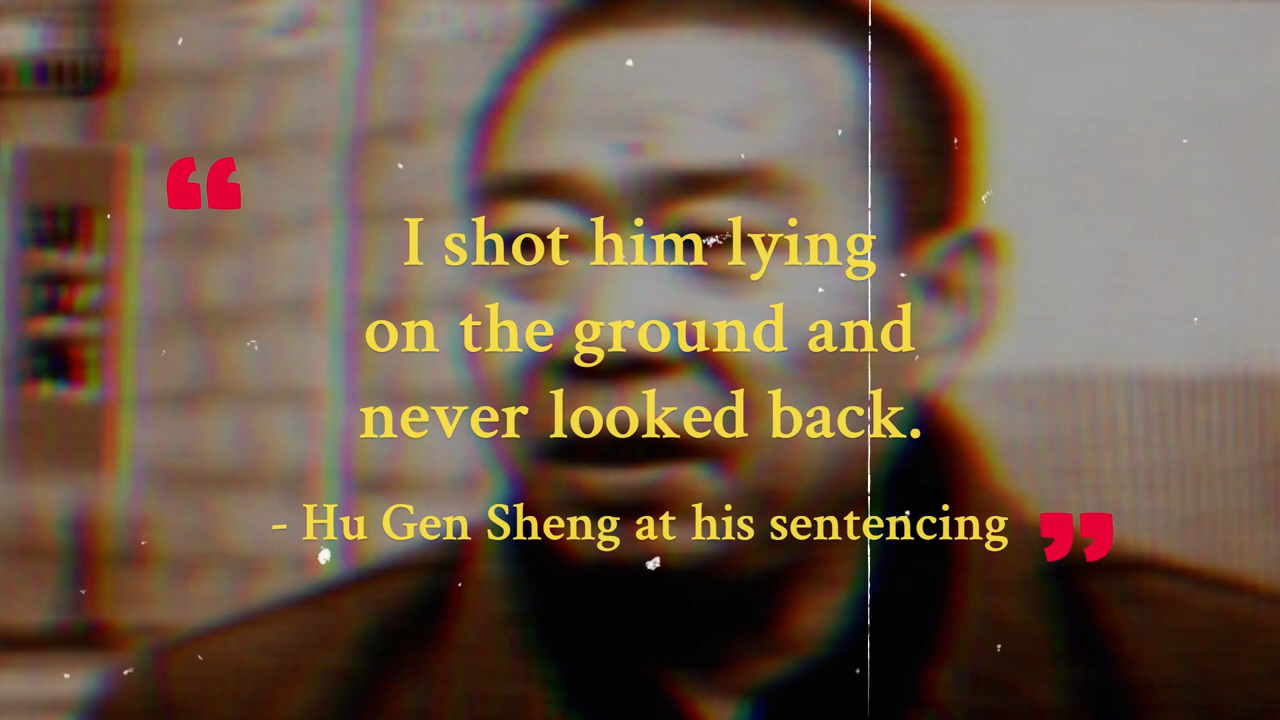 “
I shot him lying
on the ground and
never looked back.
- Hu Gen Sheng at his sentencing ”